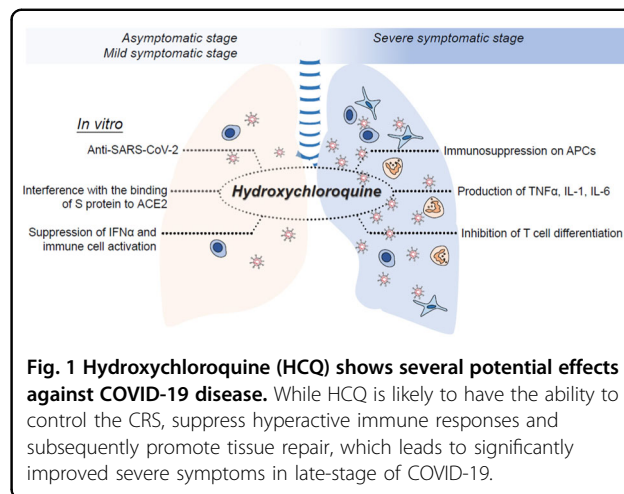 Asymptomatic stage
Mild symptomatic stage
Severe symptomatic stage
In vitro
Anti-SARS-CoV-2
Interference with the binding
of S protein to ACE2
Suppression of IFNα and
immune cell activation
Hydroxychloroquine
Immunosuppression on APCs
Production of TNFα, IL-1, IL-6
Inhibition of T cell differentiation
Fig. 1 Hydroxychloroquine (HCQ) shows several potential effects
against COVID-19 disease. While HCQ is likely to have the ability to
control the CRS, suppress hyperactive immune responses and
subsequently promote tissue repair, which leads to significantly
improved severe symptoms in late-stage of COVID-19.